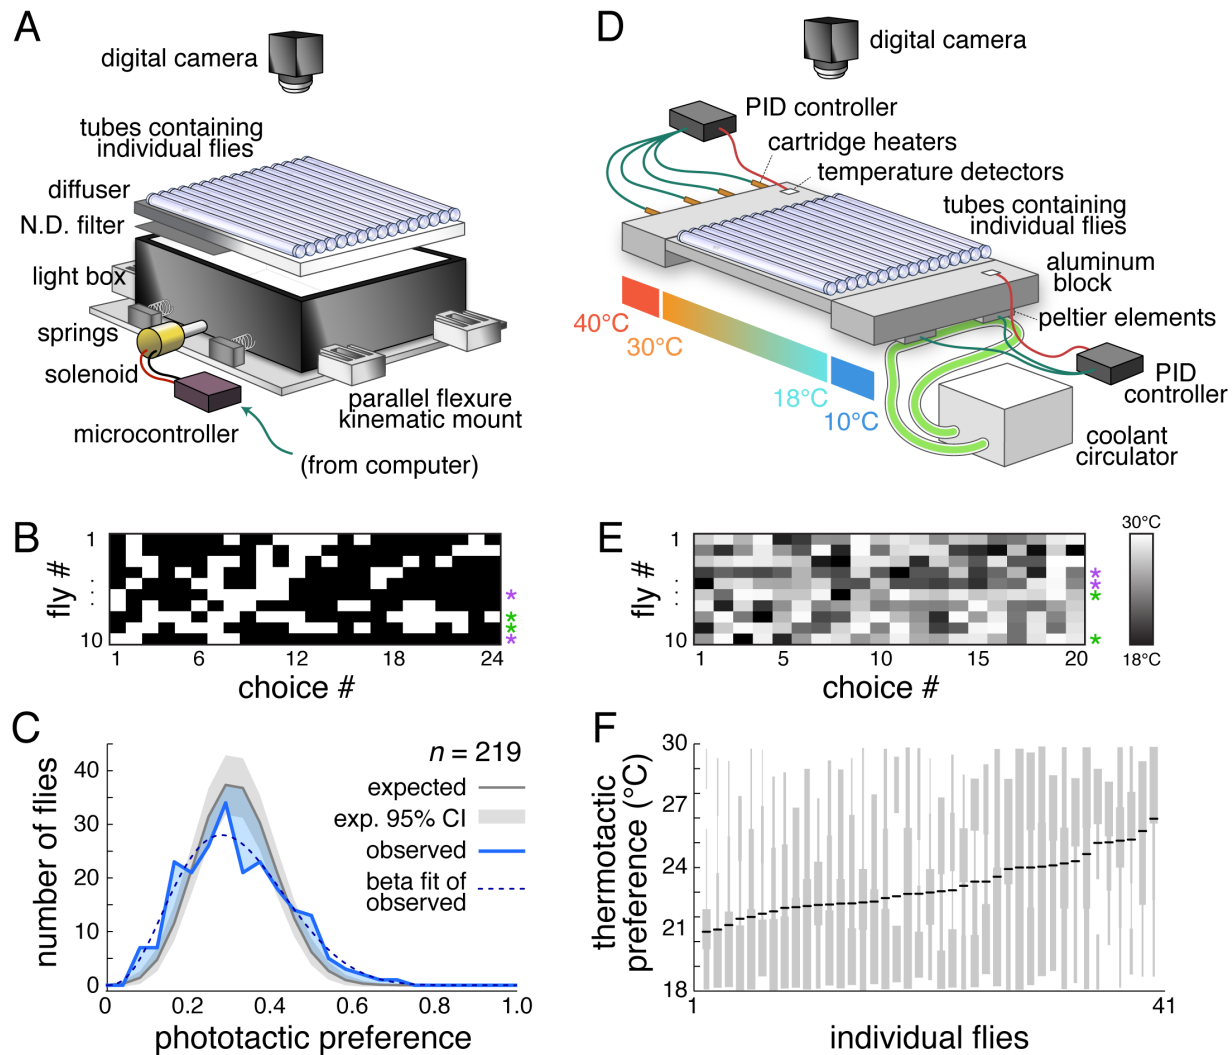 A
digital camera
tubes containing
individual flies
diffuser
N.D. filter
light box
springs
solenoid
microcontroller
parallel flexure
kinematic mount
(from computer)
D
digital camera
PID controller
cartridge heaters
temperature detectors
tubes containing
individual flies
aluminum
block
peltier elements
PID
controller
coolant
circulator
40°C
30°C
18°C
10°C
B
fly #
1
:
:
10
*
*
*
*
1 6 12 18 24
choice #
E
fly #
1
:
:
10
*
*
*
*
1 5 10 15 20
choice #
30°C
18°C
C
number of flies
40
30
20
10
0
n = 219
expected
exp. 95% CI
observed
beta fit of
observed
0 0.2 0.4 0.6 0.8 1.0
phototactic preference
F
thermotactic
preference (°C)
30
27
24
21
18
1 41
individual flies